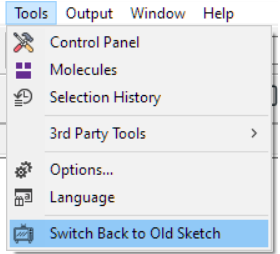 Tools Output Window Help
Control Panel
Molecules
Selection History
3rd Party Tools
Options...
Language
Switch Back to Old Sketch